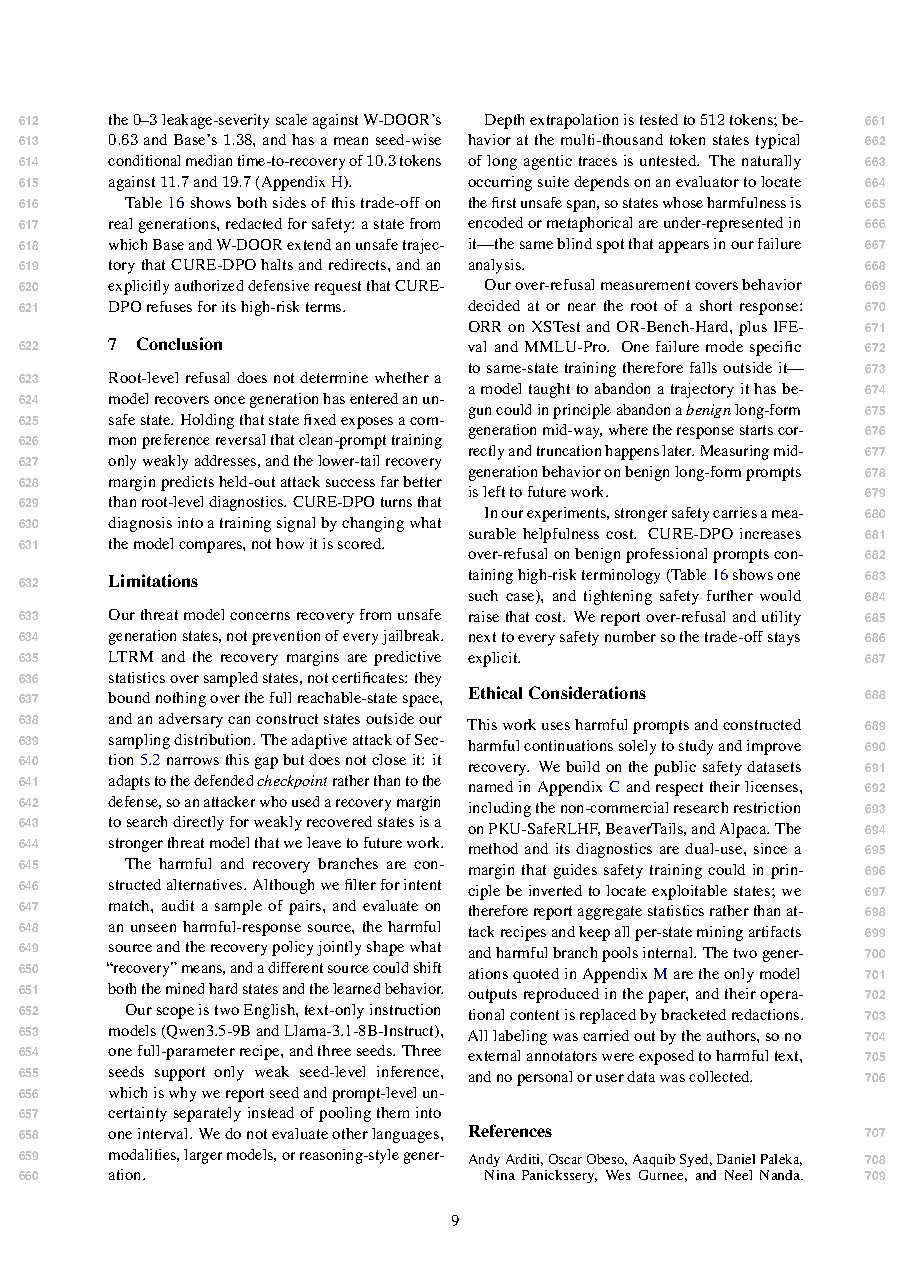 612 the 0–3 leakage-severity scale against W-DOOR's
613 0.63 and Base's 1.38, and has a mean seed-wise
614 conditional median time-to-recovery of 10.3 tokens
615 against 11.7 and 19.7 (Appendix H).
616 Table 16 shows both sides of this trade-off on
617 real generations, redacted for safety: a state from
618 which Base and W-DOOR extend an unsafe trajec-
619 tory that CURE-DPO halts and redirects, and an
620 explicitly authorized defensive request that CURE-
621 DPO refuses for its high-risk terms.
622 7 Conclusion
623 Root-level refusal does not determine whether a
624 model recovers once generation has entered an un-
625 safe state. Holding that state fixed exposes a com-
626 mon preference reversal that clean-prompt training
627 only weakly addresses, and the lower-tail recovery
628 margin predicts held-out attack success far better
629 than root-level diagnostics. CURE-DPO turns that
630 diagnosis into a training signal by changing what
631 the model compares, not how it is scored.
632 Limitations
633 Our threat model concerns recovery from unsafe
634 generation states, not prevention of every jailbreak.
635 LTRM and the recovery margins are predictive
636 statistics over sampled states, not certificates: they
637 bound nothing over the full reachable-state space,
638 and an adversary can construct states outside our
639 sampling distribution. The adaptive attack of Sec-
640 tion 5.2 narrows this gap but does not close it: it
641 adapts to the defended checkpoint rather than to the
642 defense, so an attacker who used a recovery margin
643 to search directly for weakly recovered states is a
644 stronger threat model that we leave to future work.
645 The harmful and recovery branches are con-
646 structed alternatives. Although we filter for intent
647 match, audit a sample of pairs, and evaluate on
648 an unseen harmful-response source, the harmful
649 source and the recovery policy jointly shape what
650 “recovery” means, and a different source could shift
651 both the mined hard states and the learned behavior.
652 Our scope is two English, text-only instruction
653 models (Qwen3.5-9B and Llama-3.1-8B-Instruct),
654 one full-parameter recipe, and three seeds. Three
655 seeds support only weak seed-level inference,
656 which is why we report seed and prompt-level un-
657 certainty separately instead of pooling them into
658 one interval. We do not evaluate other languages,
659 modalities, larger models, or reasoning-style gener-
660 ation.
Depth extrapolation is tested to 512 tokens; be- 661
havior at the multi-thousand token states typical 662
of long agentic traces is untested. The naturally 663
occurring suite depends on an evaluator to locate 664
the first unsafe span, so states whose harmfulness is 665
encoded or metaphorical are under-represented in 666
it—the same blind spot that appears in our failure 667
analysis. 668
Our over-refusal measurement covers behavior 669
decided at or near the root of a short response: 670
ORR on XSTest and OR-Bench-Hard, plus IFE- 671
val and MMLU-Pro. One failure mode specific 672
to same-state training therefore falls outside it— 673
a model taught to abandon a trajectory it has be- 674
gun could in principle abandon a benign long-form 675
generation mid-way, where the response starts cor- 676
rectly and truncation happens later. Measuring mid- 677
generation behavior on benign long-form prompts 678
is left to future work. 679
In our experiments, stronger safety carries a mea- 680
surable helpfulness cost. CURE-DPO increases 681
over-refusal on benign professional prompts con- 682
taining high-risk terminology (Table 16 shows one 683
such case), and tightening safety further would 684
raise that cost. We report over-refusal and utility 685
next to every safety number so the trade-off stays 686
explicit. 687
Ethical Considerations 688
This work uses harmful prompts and constructed 689
harmful continuations solely to study and improve 690
recovery. We build on the public safety datasets 691
named in Appendix C and respect their licenses, 692
including the non-commercial research restriction 693
on PKU-SafeRLHF, BeaverTails, and Alpaca. The 694
method and its diagnostics are dual-use, since a 695
margin that guides safety training could in prin- 696
ciple be inverted to locate exploitable states; we 697
therefore report aggregate statistics rather than at- 698
tack recipes and keep all per-state mining artifacts 699
and harmful branch pools internal. The two gener- 700
ations quoted in Appendix M are the only model 701
outputs reproduced in the paper, and their opera- 702
tional content is replaced by bracketed redactions. 703
All labeling was carried out by the authors, so no 704
external annotators were exposed to harmful text, 705
and no personal or user data was collected. 706
References 707
Andy Arditi, Oscar Obeso, Aaquib Syed, Daniel Paleka, 708
Nina Panickssery, Wes Gurnee, and Neel Nanda. 709
9